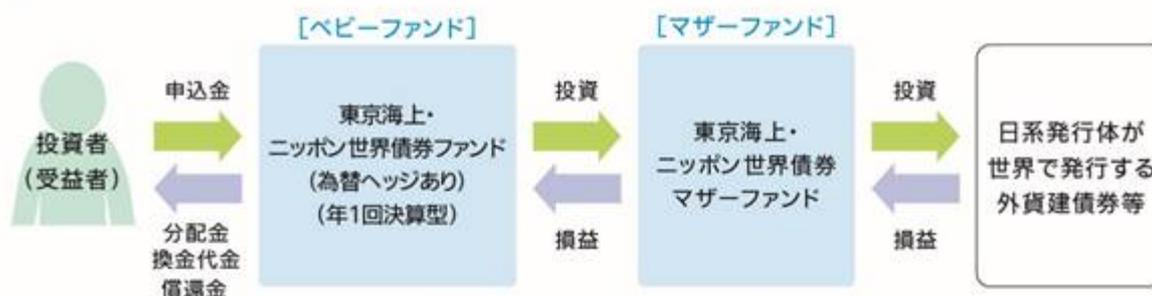 [ベビーファンド]
[マザーファンド]
投資者
(受益者)
申込金
分配金
換金代金
償還金
東京海上・
ニッポン世界債券ファンド
(為替ヘッジあり)
(年1回決算型)
投資
損益
東京海上・
ニッポン世界債券
マザーファンド
投資
損益
日系発行体が
世界で発行する
外貨建債券等